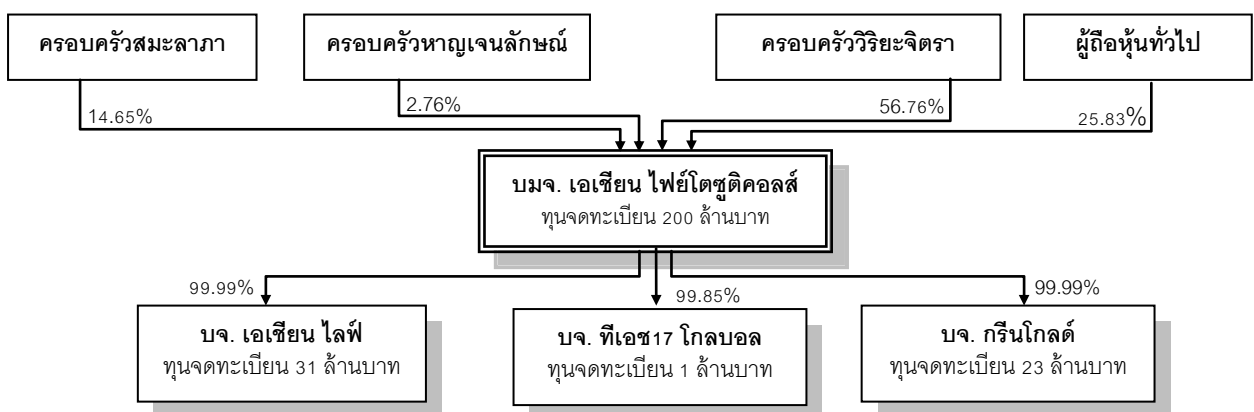 ครอบครัวสมะลาภา
ครอบครัวหาญเจนลักษณ์
ครอบครัววิริยะจิตรา
ผู้ถือหุ้นทั่วไป
14.65%
2.76%
56.76%
25.83%
บมจ. เอเชียน ไฟย์โตซูติคอลส์
ทุนจดทะเบียน 200 ล้านบาท
99.99%
99.85%
99.99%
บจ. เอเชียน ไลฟ์
ทุนจดทะเบียน 31 ล้านบาท
บจ. ทีเอช17 โกลบอล
ทุนจดทะเบียน 1 ล้านบาท
บจ. กรีนโกลด์
ทุนจดทะเบียน 23 ล้านบาท